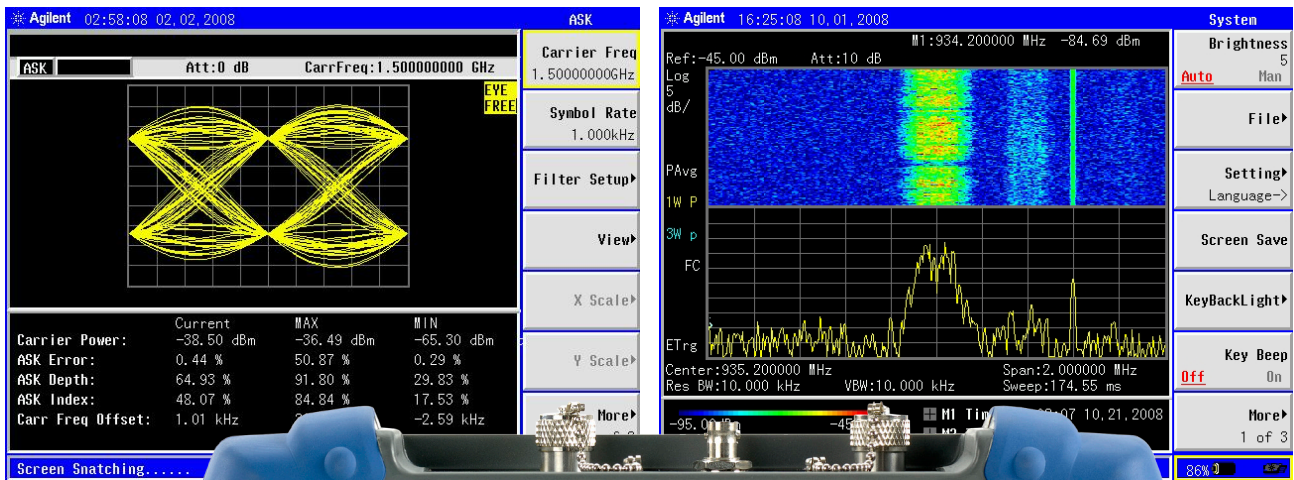 Agilent 02:58:08 02,02,2008 ASK
ASK Att:0 dB CarrFreq:1.500000000 GHz
EYE
FREE
Carrier Freq
1.50000000GHz
Symbol Rate
1.000kHz
Filter Setup
View
X Scale
Y Scale
More
Current MAX MIN
Carrier Power: -38.50 dBm -36.49 dBm -65.30 dBm
ASK Error: 0.44 % 50.87 % 0.29 %
ASK Depth: 64.93 % 91.80 % 29.83 %
ASK Index: 48.07 % 84.84 % 17.53 %
Carr Freq Offset: 1.01 kHz -2.59 kHz
Screen Snatching......
Agilent 16:25:08 10,01,2008 System
M1:934.200000 MHz -84.69 dBm
Ref:-45.00 dBm Att:10 dB
Log
5
dB/
PAvg
1W P
3W p
FC
ETrg
Center:935.200000 MHz Span:2.000000 MHz
Res BW:10.000 kHz VBW:10.000 kHz Sweep:174.55 ms
-95.00 -45 M1 07 10,21,2008
Brightness
5
Auto Man
File
Setting
Language->
Screen Save
KeyBackLight
Key Beep
Off On
More
1 of 3
86%